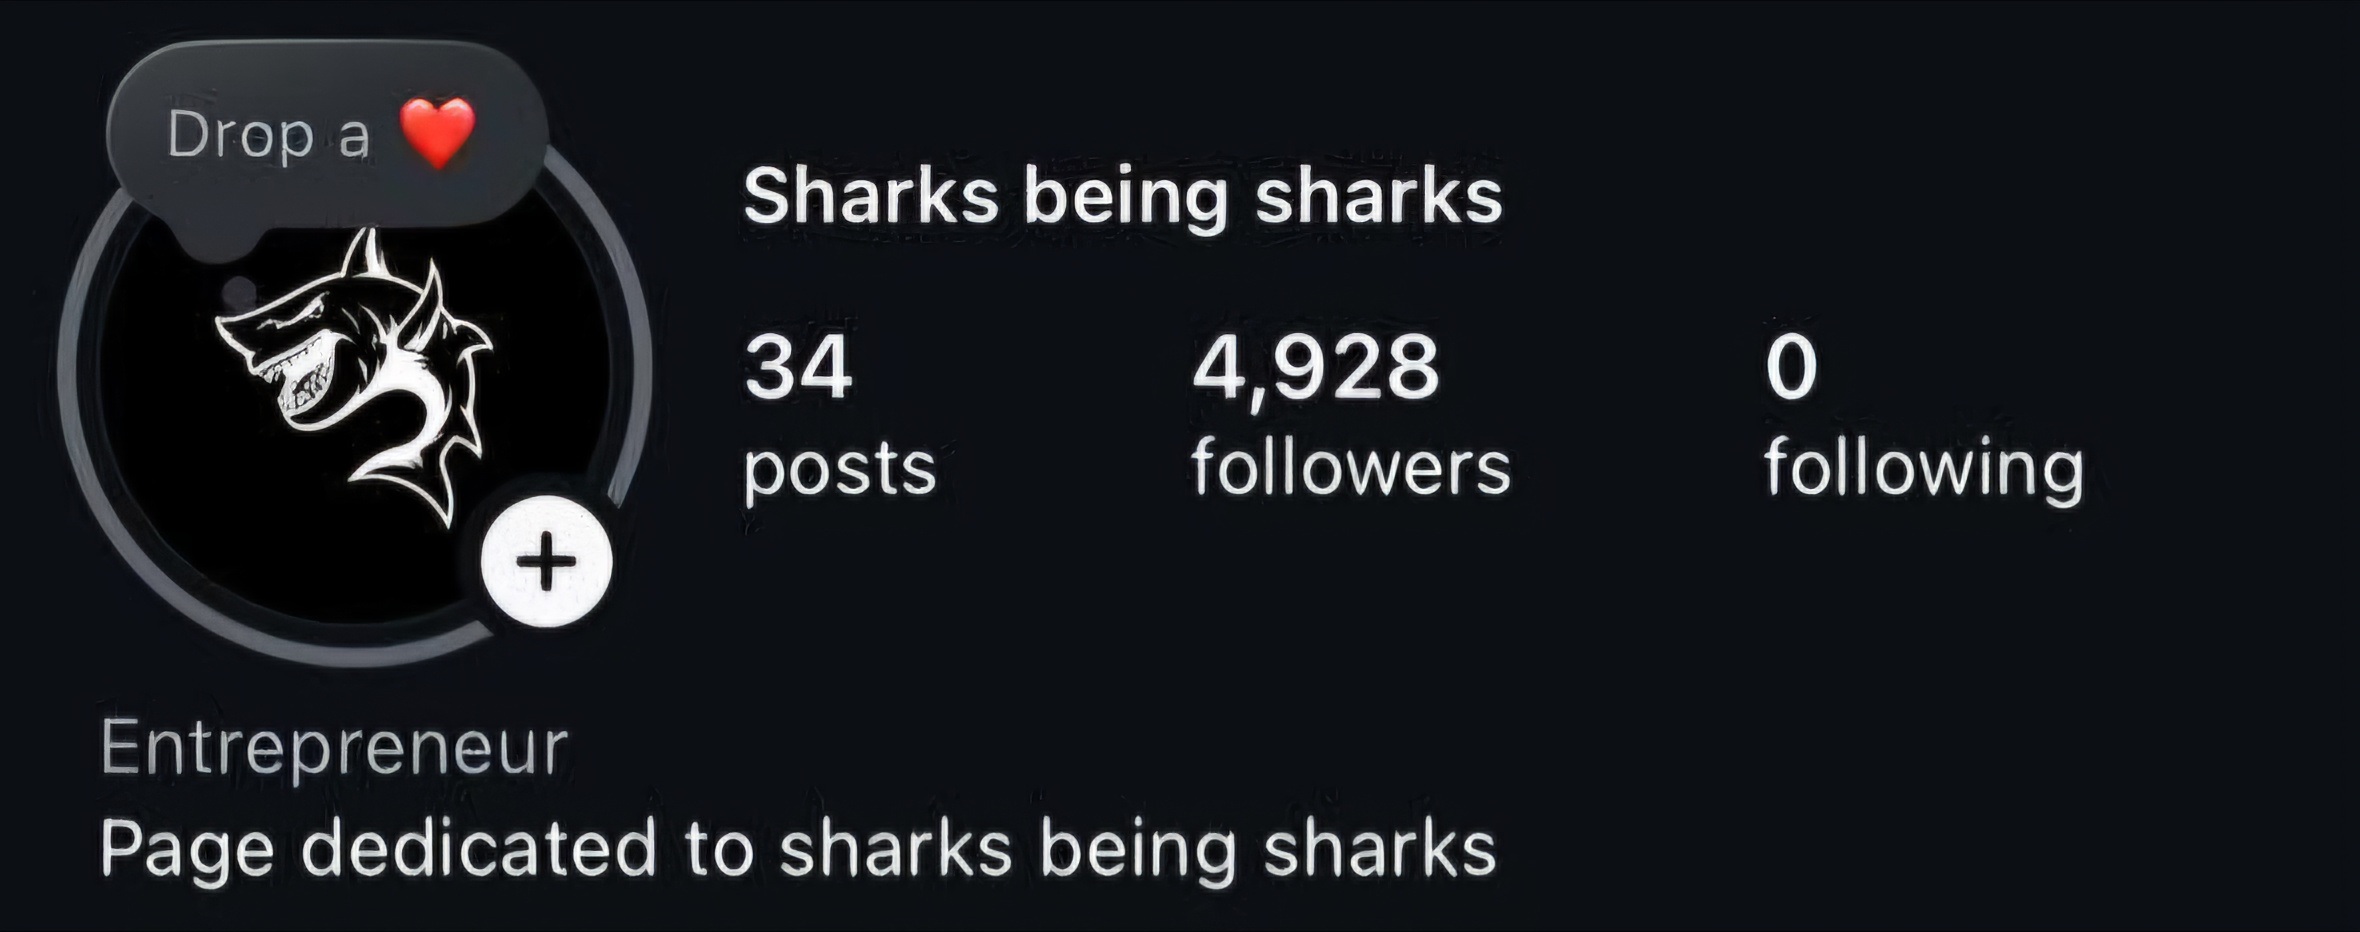 Drop a ❤️
Sharks being sharks
34 4,928 0
posts followers following
Entrepreneur
Page dedicated to sharks being sharks